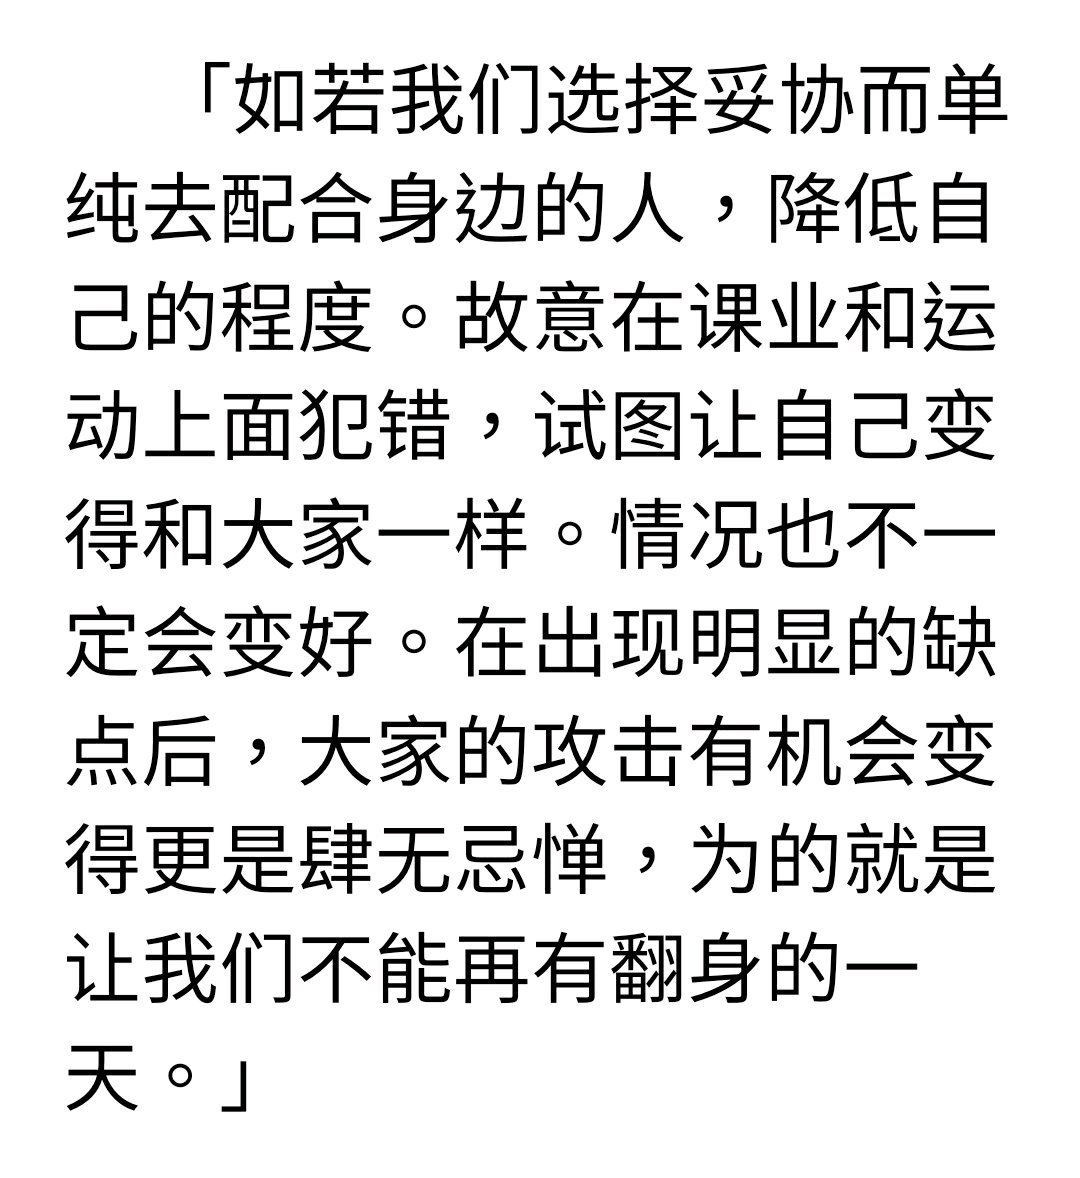 「如若我们选择妥协而单
纯去配合身边的人，降低自
己的程度。故意在课业和运
动上面犯错，试图让自己变
得和大家一样。情况也不一
定会变好。在出现明显的缺
点后，大家的攻击有机会变
得更是肆无忌惮，为的就是
让我们不能再有翻身的一
天。」